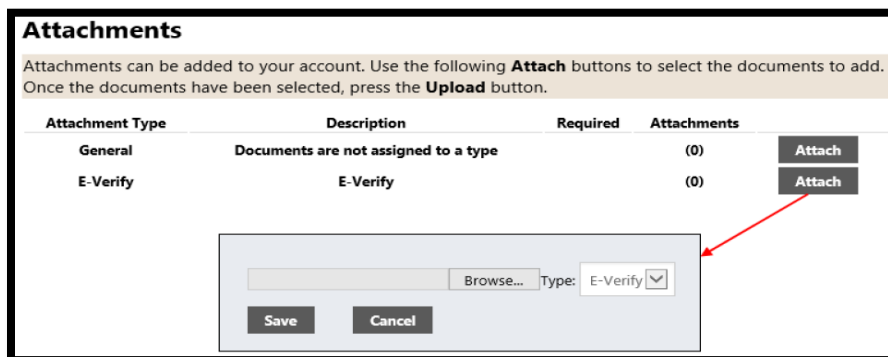 Attachments
Attachments can be added to your account. Use the following Attach buttons to select the documents to add.
Once the documents have been selected, press the Upload button.
Attachment Type Description Required Attachments
General Documents are not assigned to a type (0) Attach
E-Verify E-Verify (0) Attach
Browse... Type: E-Verify
Save Cancel